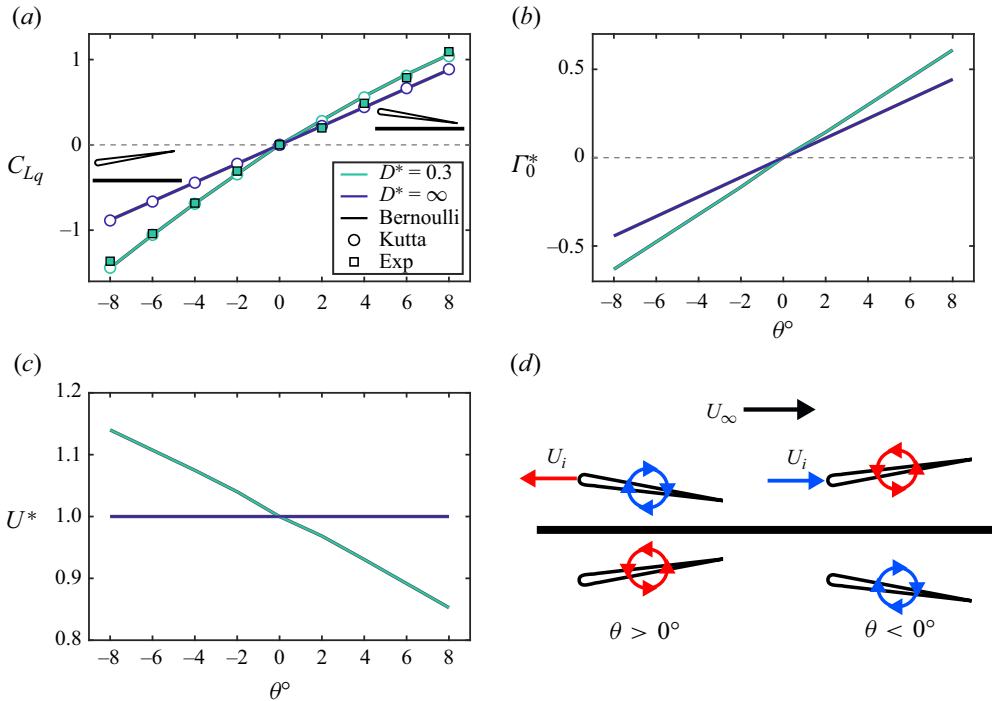 (a)
1
0
−1
C_Lq
−8 −6 −4 −2 0 2 4 6 8
D* = 0.3
D* = ∞
Bernoulli
Kutta
Exp
(b)
0.5
0
−0.5
Γ*_0
−8 −6 −4 −2 0 2 4 6 8
θ°
(c)
1.2
1.1
1.0
0.9
0.8
U*
−8 −6 −4 −2 0 2 4 6 8
θ°
(d)
U_∞
U_i U_i
θ > 0° θ < 0°